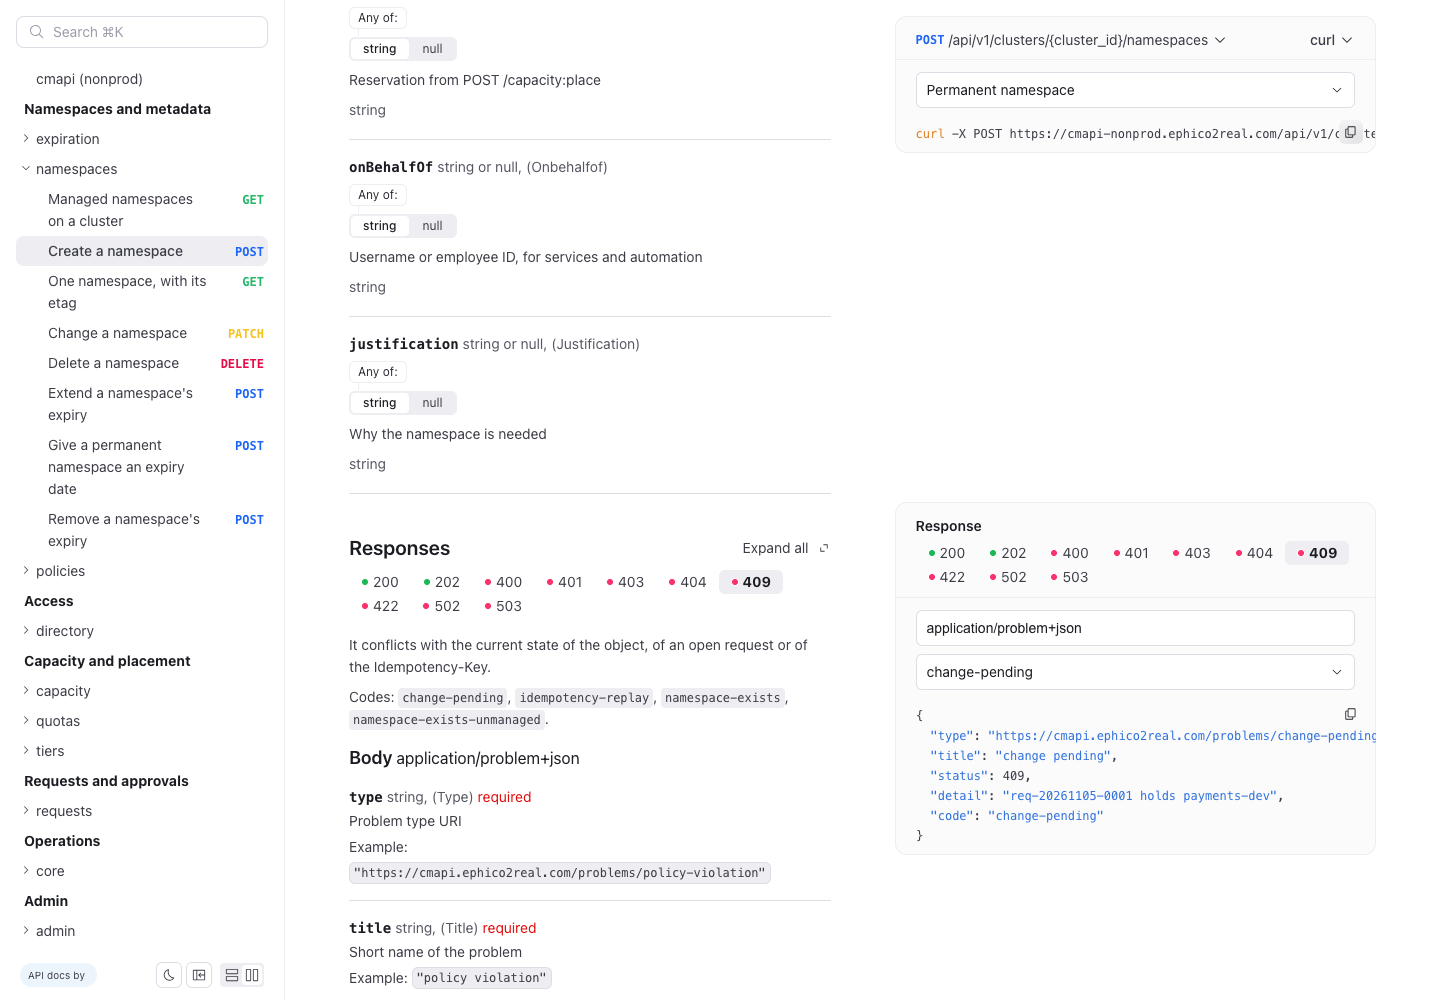 Search ⌘K
cmapi (nonprod)
Namespaces and metadata
expiration
namespaces
Managed namespaces on a cluster GET
Create a namespace POST
One namespace, with its etag GET
Change a namespace PATCH
Delete a namespace DELETE
Extend a namespace's expiry POST
Give a permanent namespace an expiry date POST
Remove a namespace's expiry POST
policies
Access
directory
Capacity and placement
capacity
quotas
tiers
Requests and approvals
requests
Operations
core
Admin
admin
API docs by
Any of:
string null
Reservation from POST /capacity:place
string
onBehalfOf string or null, (Onbehalfof)
Any of:
string null
Username or employee ID, for services and automation
string
justification string or null, (Justification)
Any of:
string null
Why the namespace is needed
string
Responses Expand all
200 202 400 401 403 404 409
422 502 503
It conflicts with the current state of the object, of an open request or of
the Idempotency-Key.
Codes: change-pending, idempotency-replay, namespace-exists,
namespace-exists-unmanaged.
Body application/problem+json
type string, (Type) required
Problem type URI
Example:
"https://cmapi.ephico2real.com/problems/policy-violation"
title string, (Title) required
Short name of the problem
Example: "policy violation"
POST /api/v1/clusters/{cluster_id}/namespaces curl
Permanent namespace
curl -X POST https://cmapi-nonprod.ephico2real.com/api/v1/
Response
200 202 400 401 403 404 409
422 502 503
application/problem+json
change-pending
{
"type": "https://cmapi.ephico2real.com/problems/change-pending
"title": "change pending",
"status": 409,
"detail": "req-20261105-0001 holds payments-dev",
"code": "change-pending"
}